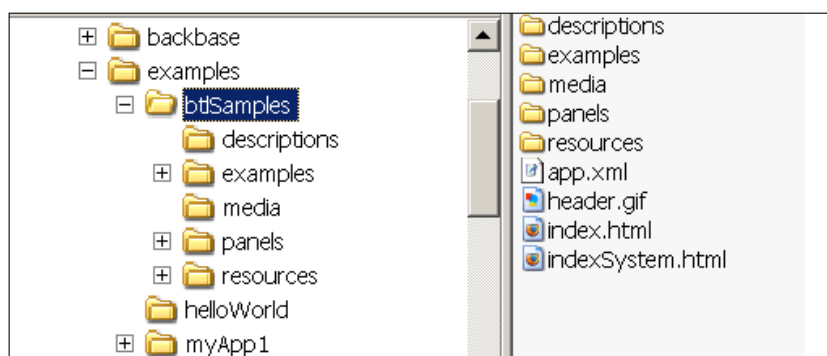 backbase
examples
btlSamples
descriptions
examples
media
panels
resources
helloWorld
myApp1
descriptions
examples
media
panels
resources
app.xml
header.gif
index.html
indexSystem.html